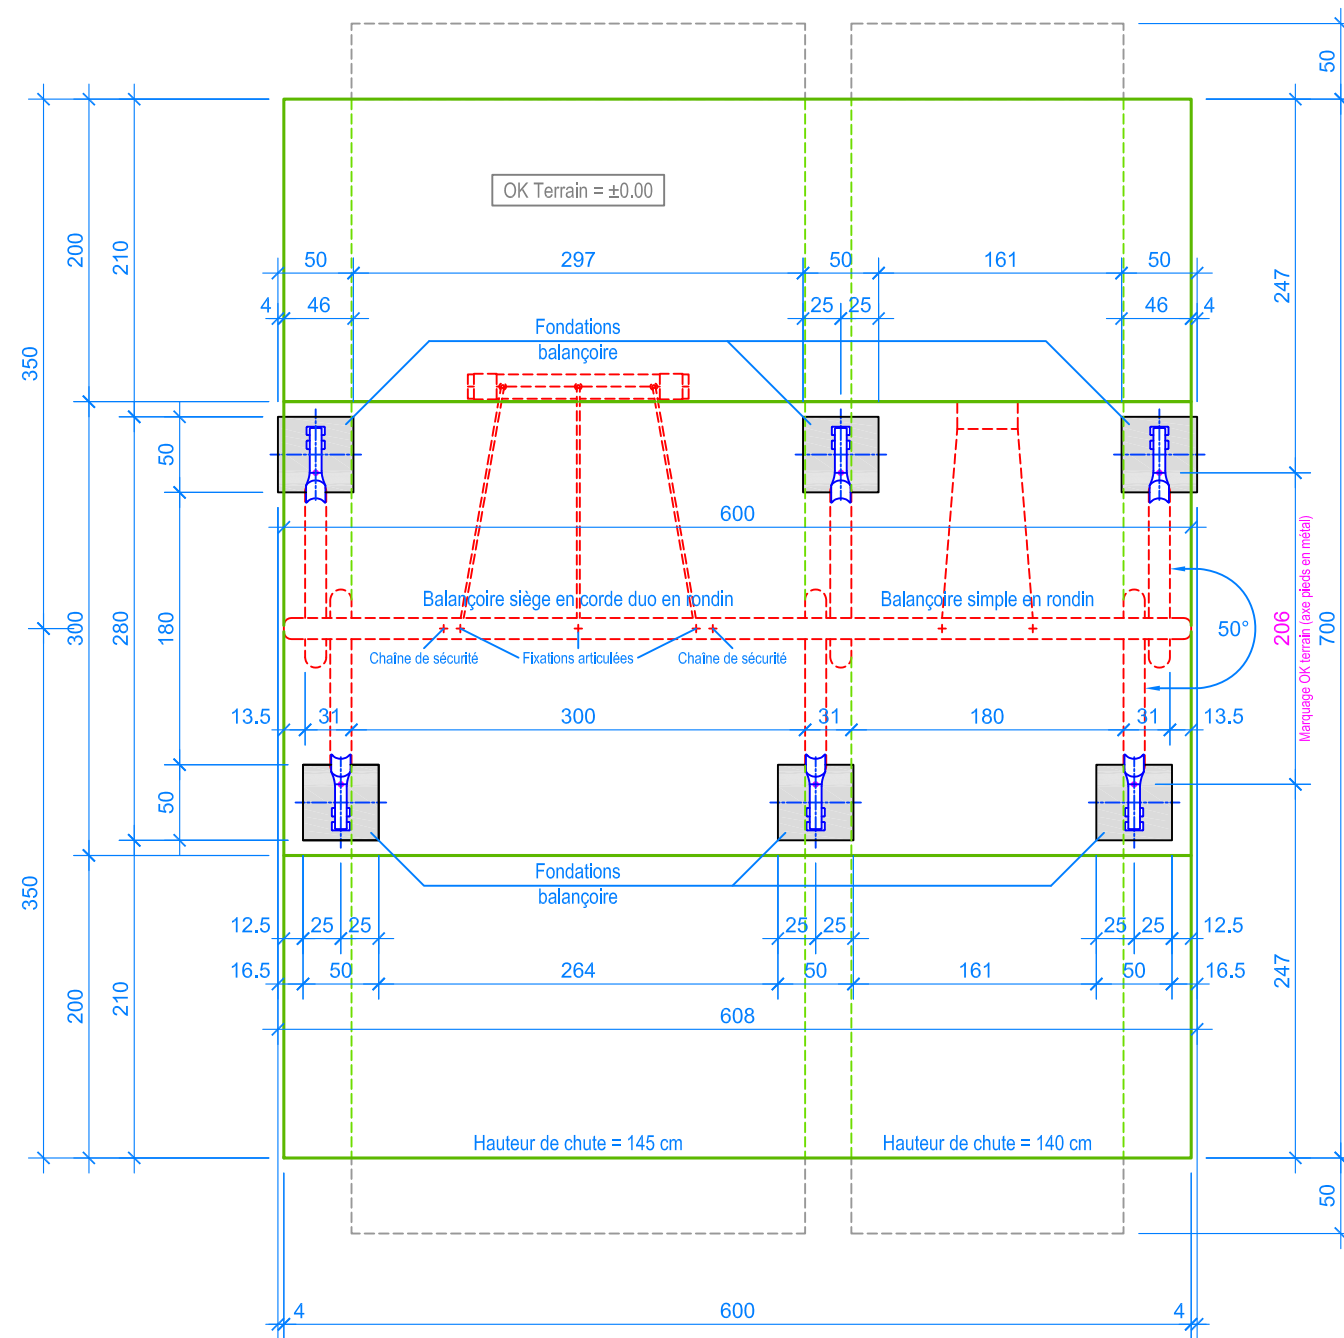 50
OK Terrain = ±0.00
200
210
247
50 297 50 161 50
4 46 25 25 46 4
Fondations
balançoire
350
50
600
Balançoire siège en corde duo en rondin
Balançoire simple en rondin
300
280
180
50°
206
Marquage OK terrain (axe pieds en métal)
700
Chaîne de sécurité
Fixations articulées
Chaîne de sécurité
13.5 31 300 31 180 31 13.5
50
Fondations
balançoire
350
12.5 25 25 25 25 25 25 12.5
16.5 50 264 50 161 50 16.5
200
210
247
608
Hauteur de chute = 145 cm
Hauteur de chute = 140 cm
50
4 600 4